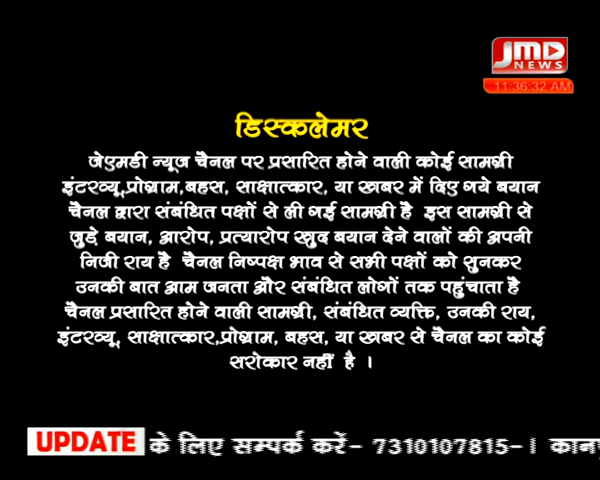 JMD
NEWS
11:36:32 AM
डिस्कलेमर
जेएमडी न्यूज चैनल पर प्रसारित होने वाली कोई सामग्री
इंटरव्यू,प्रोग्राम,बहस, साक्षात्कार, या खबर में दिए गये बयान
चैनल द्वारा संबंधित पक्षों से ली गई सामग्री है इस सामग्री से
जुड़े बयान, आरोप, प्रत्यारोप खुद बयान देने वालों की अपनी
निजी राय है चैनल निष्पक्ष भाव से सभी पक्षों को सुनकर
उनकी बात आम जनता और संबंधित लोगों तक पहुंचाता है
चैनल प्रसारित होने वाली सामग्री, संबंधित व्यक्ति, उनकी राय,
इंटरव्यू, साक्षात्कार,प्रोग्राम, बहस, या खबर से चैनल का कोई
सरोकार नहीं है ।
UPDATE के लिए सम्पर्क करें- 7310107815-। कानपु